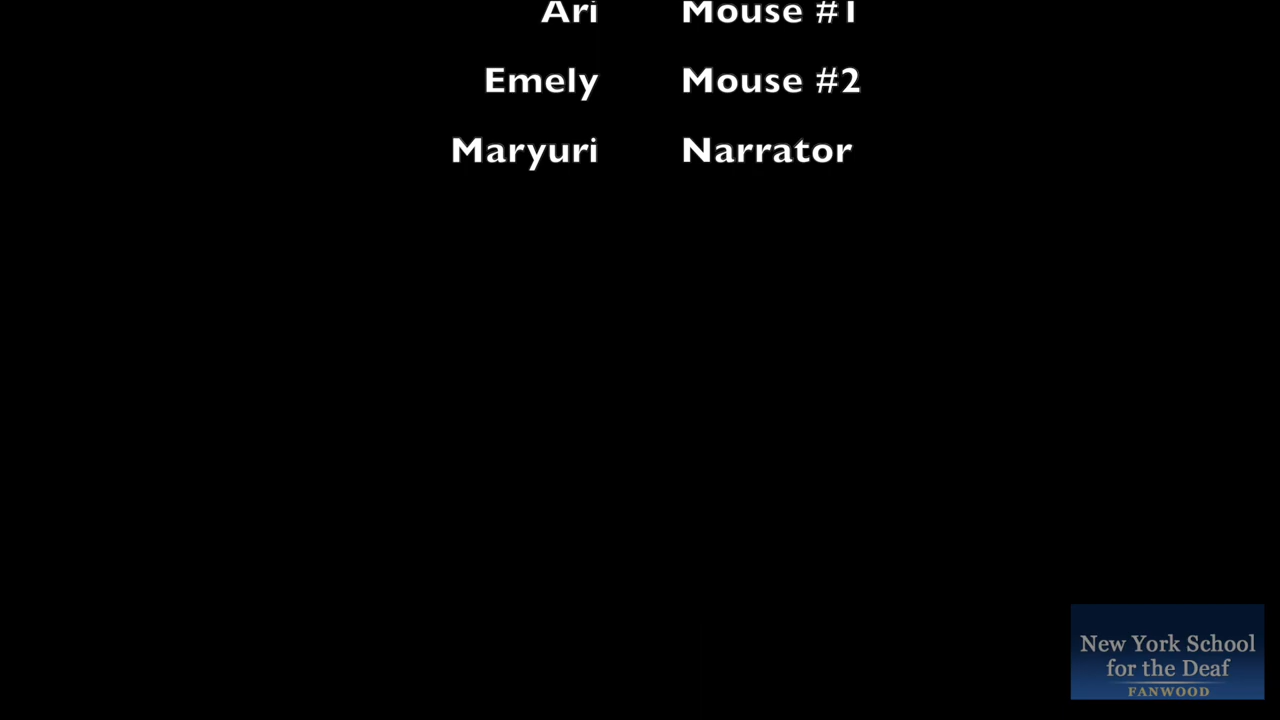 Ari Mouse #1
Emely Mouse #2
Maryuri Narrator
New York School
for the Deaf
FANWOOD